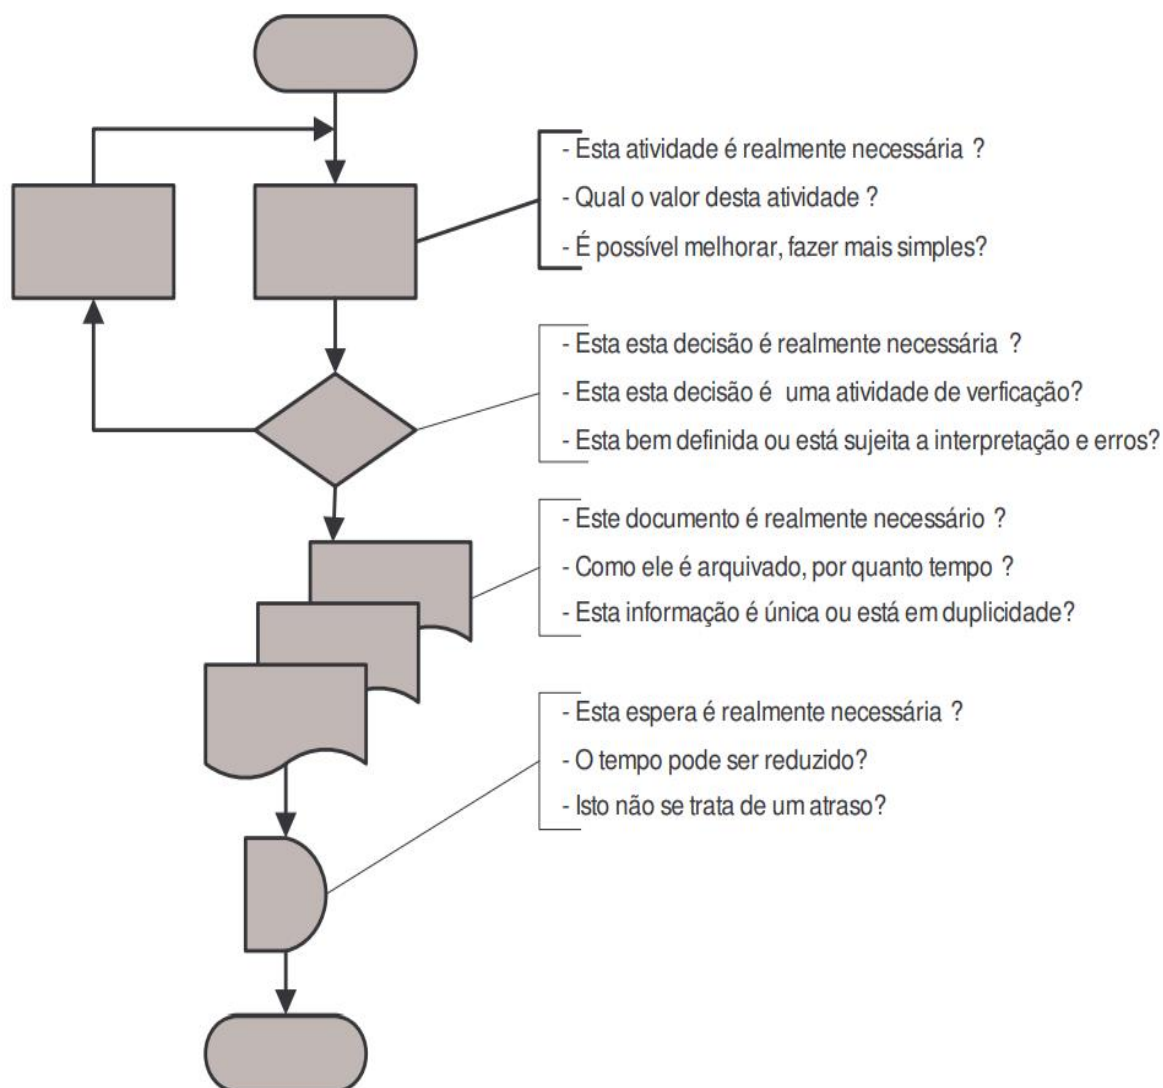 - Esta atividade é realmente necessária ?
- Qual o valor desta atividade ?
- É possível melhorar, fazer mais simples?
- Esta esta decisão é realmente necessária ?
- Esta esta decisão é uma atividade de verficação?
- Esta bem definida ou está sujeita a interpretação e erros?
- Este documento é realmente necessário ?
- Como ele é arquivado, por quanto tempo ?
- Esta informação é única ou está em duplicidade?
- Esta espera é realmente necessária ?
- O tempo pode ser reduzido?
- Isto não se trata de um atraso?